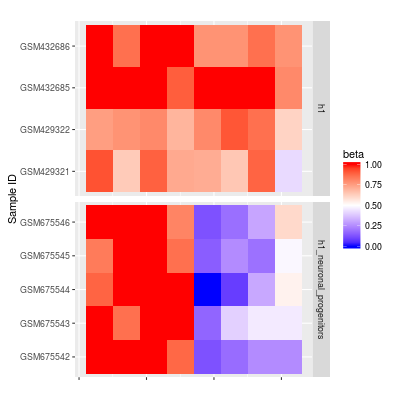 GSM432686
GSM432685
GSM429322
GSM429321
h1
Sample ID
GSM675546
GSM675545
GSM675544
GSM675543
GSM675542
h1_neuronal_progenitors
beta
1.00
0.75
0.50
0.25
0.00